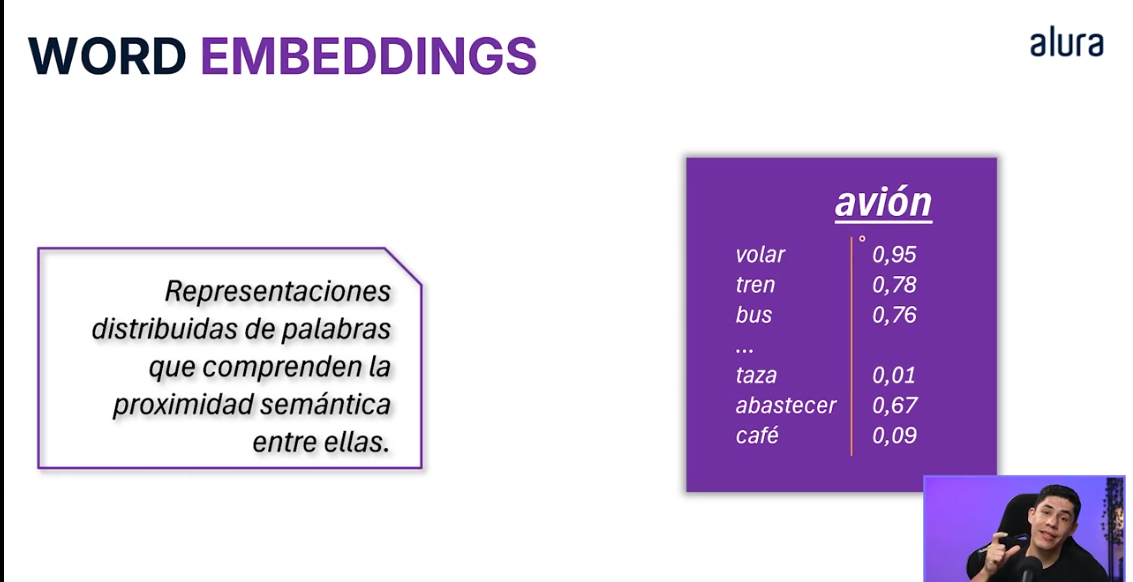 WORD EMBEDDINGS
alura
Representaciones
distribuidas de palabras
que comprenden la
proximidad semántica
entre ellas.
avión
volar 0,95
tren 0,78
bus 0,76
...
taza 0,01
abastecer 0,67
café 0,09